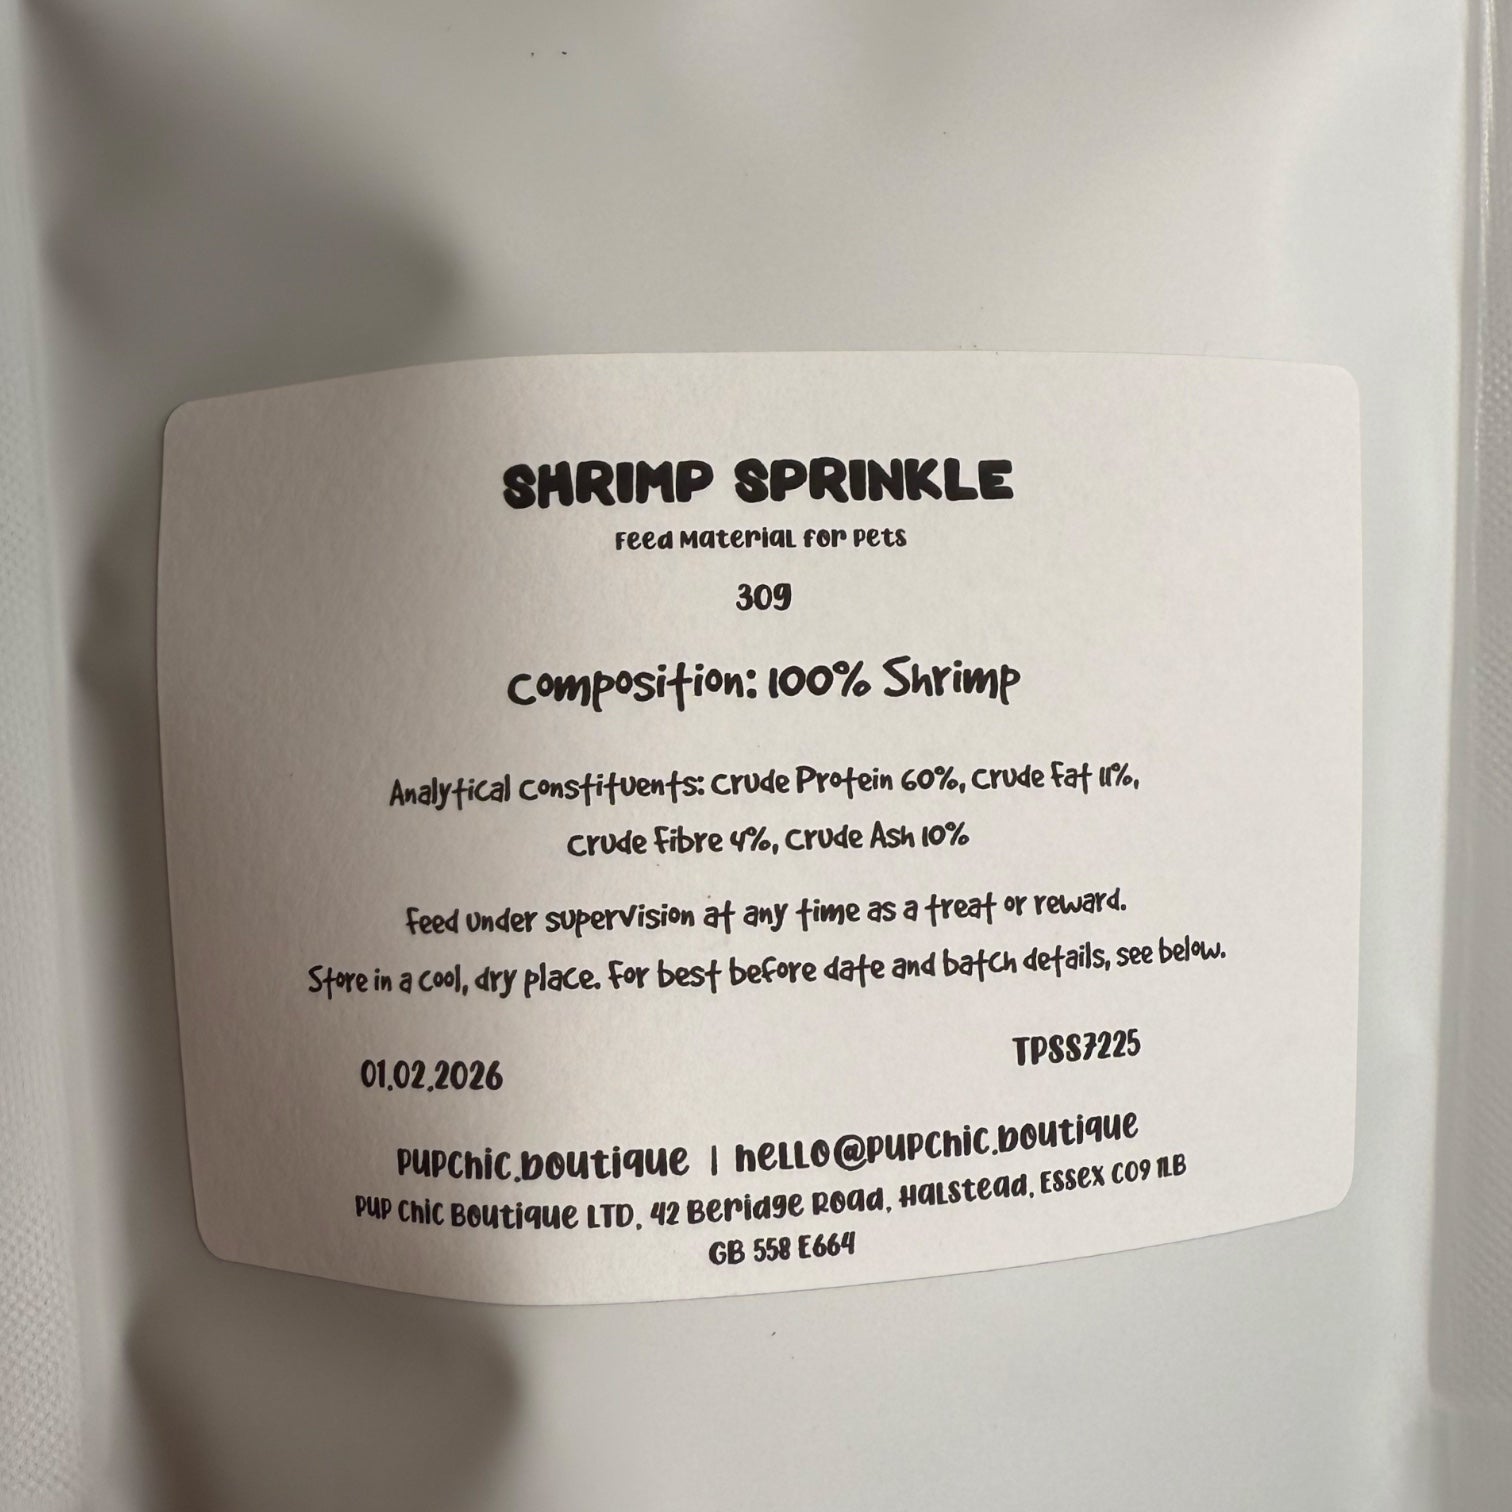 SHRIMP SPRINKLE
Feed Material for Pets
30g
Composition: 100% Shrimp
Analytical Constituents: Crude Protein 60%, Crude Fat 11%,
Crude Fibre 4%, Crude Ash 10%
Feed under supervision at any time as a treat or reward.
Store in a cool, dry place. For best before date and batch details, see below.
01.02.2026 TPSS7225
pupchic.boutique | hello@pupchic.boutique
Pup Chic Boutique LTD, 42 Beridge Road, Halstead, Essex CO9 1LB
GB 558 E664